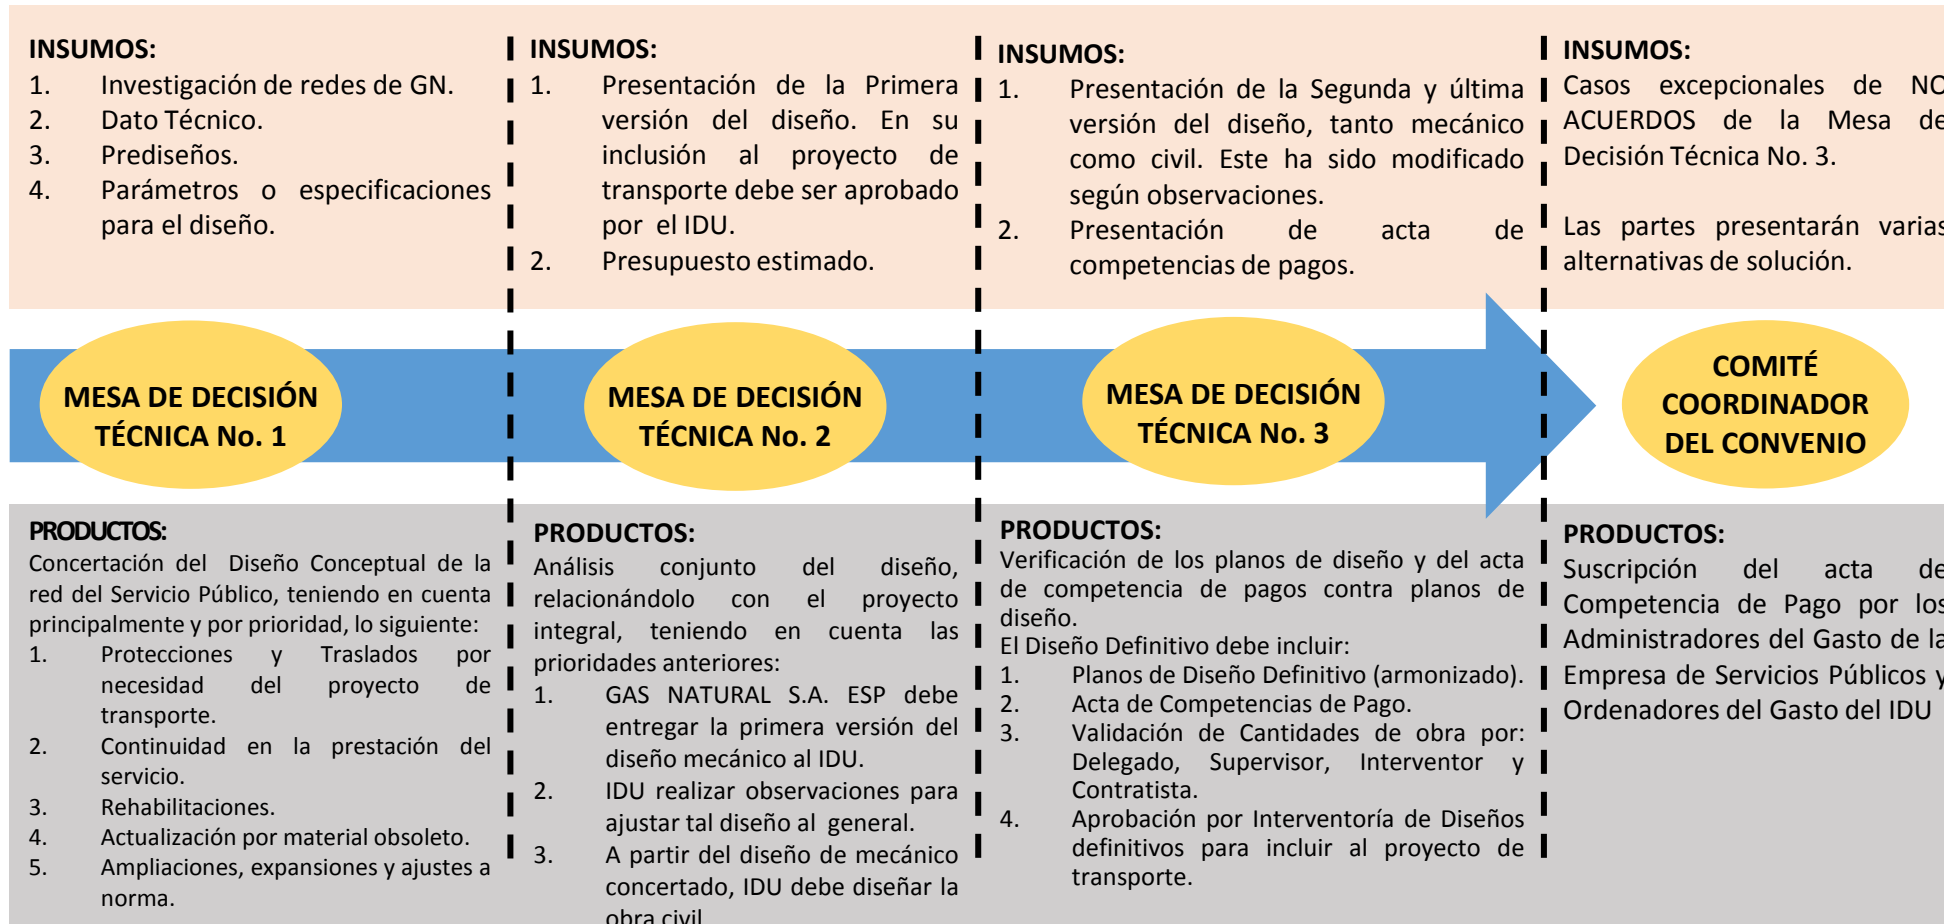 INSUMOS:
1. Investigación de redes de GN.
2. Dato Técnico.
3. Prediseños.
4. Parámetros o especificaciones
para el diseño.
INSUMOS:
1. Presentación de la Primera
versión del diseño. En su
inclusión al proyecto de
transporte debe ser aprobado
por el IDU.
2. Presupuesto estimado.
INSUMOS:
1. Presentación de la Segunda y última
versión del diseño, tanto mecánico
como civil. Este ha sido modificado
según observaciones.
2. Presentación de acta de
competencias de pagos.
INSUMOS:
Casos excepcionales de NO
ACUERDOS de la Mesa de
Decisión Técnica No. 3.
Las partes presentarán varias
alternativas de solución.
MESA DE DECISIÓN
TÉCNICA No. 1
MESA DE DECISIÓN
TÉCNICA No. 2
MESA DE DECISIÓN
TÉCNICA No. 3
COMITÉ
COORDINADOR
DEL CONVENIO
PRODUCTOS:
Concertación del Diseño Conceptual de la
red del Servicio Público, teniendo en cuenta
principalmente y por prioridad, lo siguiente:
1. Protecciones y Traslados por
necesidad del proyecto de
transporte.
2. Continuidad en la prestación del
servicio.
3. Rehabilitaciones.
4. Actualización por material obsoleto.
5. Ampliaciones, expansiones y ajustes a
norma.
PRODUCTOS:
Análisis conjunto del diseño,
relacionándolo con el proyecto
integral, teniendo en cuenta las
prioridades anteriores:
1. GAS NATURAL S.A. ESP debe
entregar la primera versión del
diseño mecánico al IDU.
2. IDU realizar observaciones para
ajustar tal diseño al general.
3. A partir del diseño de mecánico
concertado, IDU debe diseñar la
obra civil
PRODUCTOS:
Verificación de los planos de diseño y del acta
de competencia de pagos contra planos de
diseño.
El Diseño Definitivo debe incluir:
1. Planos de Diseño Definitivo (armonizado).
2. Acta de Competencias de Pago.
3. Validación de Cantidades de obra por:
Delegado, Supervisor, Interventor y
Contratista.
4. Aprobación por Interventoría de Diseños
definitivos para incluir al proyecto de
transporte.
PRODUCTOS:
Suscripción del acta de
Competencia de Pago por los
Administradores del Gasto de la
Empresa de Servicios Públicos y
Ordenadores del Gasto del IDU